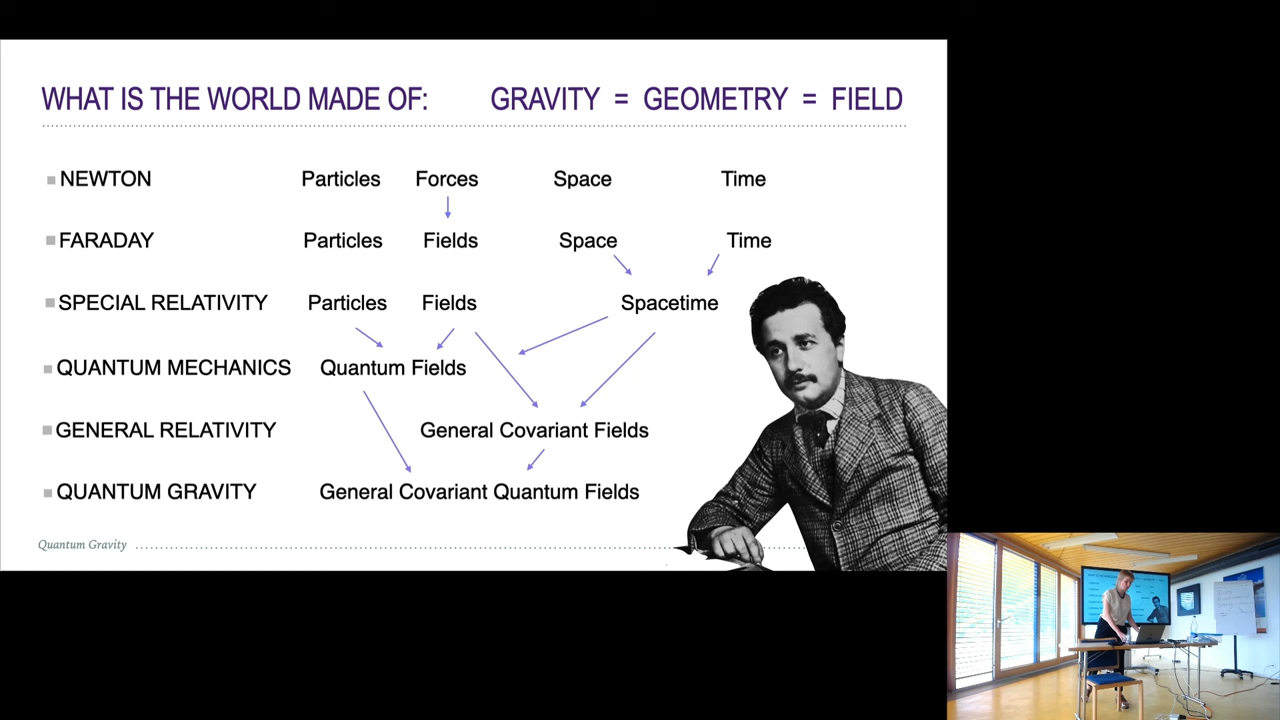 WHAT IS THE WORLD MADE OF: GRAVITY = GEOMETRY = FIELD
NEWTON Particles Forces Space Time
FARADAY Particles Fields Space Time
SPECIAL RELATIVITY Particles Fields Spacetime
QUANTUM MECHANICS Quantum Fields
GENERAL RELATIVITY General Covariant Fields
QUANTUM GRAVITY General Covariant Quantum Fields
Quantum Gravity